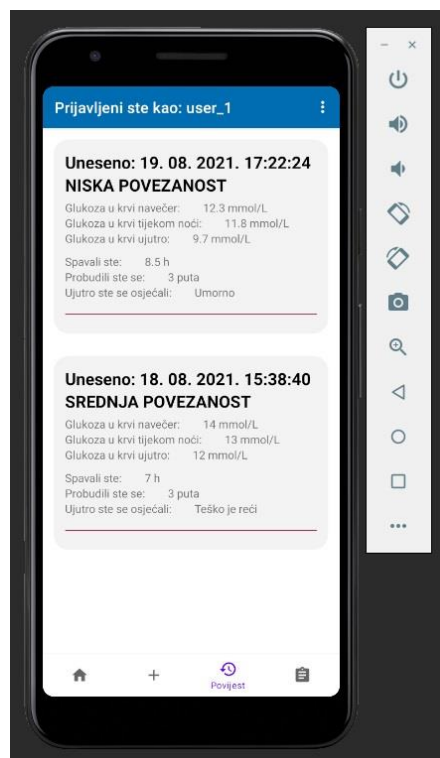 Prijavljeni ste kao: user_1
Uneseno: 19. 08. 2021. 17:22:24
NISKA POVEZANOST
Glukoza u krvi navečer: 12.3 mmol/L
Glukoza u krvi tijekom noći: 11.8 mmol/L
Glukoza u krvi ujutro: 9.7 mmol/L
Spavali ste: 8.5 h
Probudili ste se: 3 puta
Ujutro ste se osjećali: Umorno
Uneseno: 18. 08. 2021. 15:38:40
SREDNJA POVEZANOST
Glukoza u krvi navečer: 14 mmol/L
Glukoza u krvi tijekom noći: 13 mmol/L
Glukoza u krvi ujutro: 12 mmol/L
Spavali ste: 7 h
Probudili ste se: 3 puta
Ujutro ste se osjećali: Teško je reći
Povijest